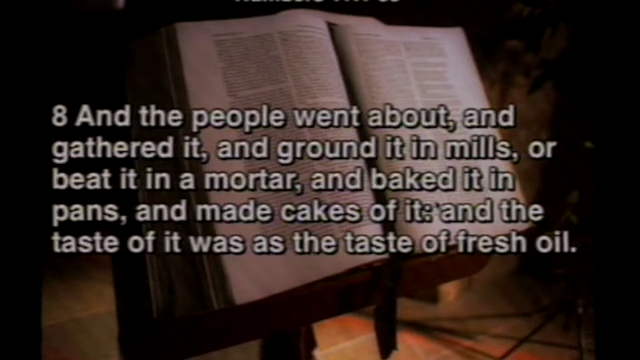 8 And the people went about, and
gathered it, and ground it in mills, or
beat it in a mortar, and baked it in
pans, and made cakes of it: and the
taste of it was as the taste of fresh oil.